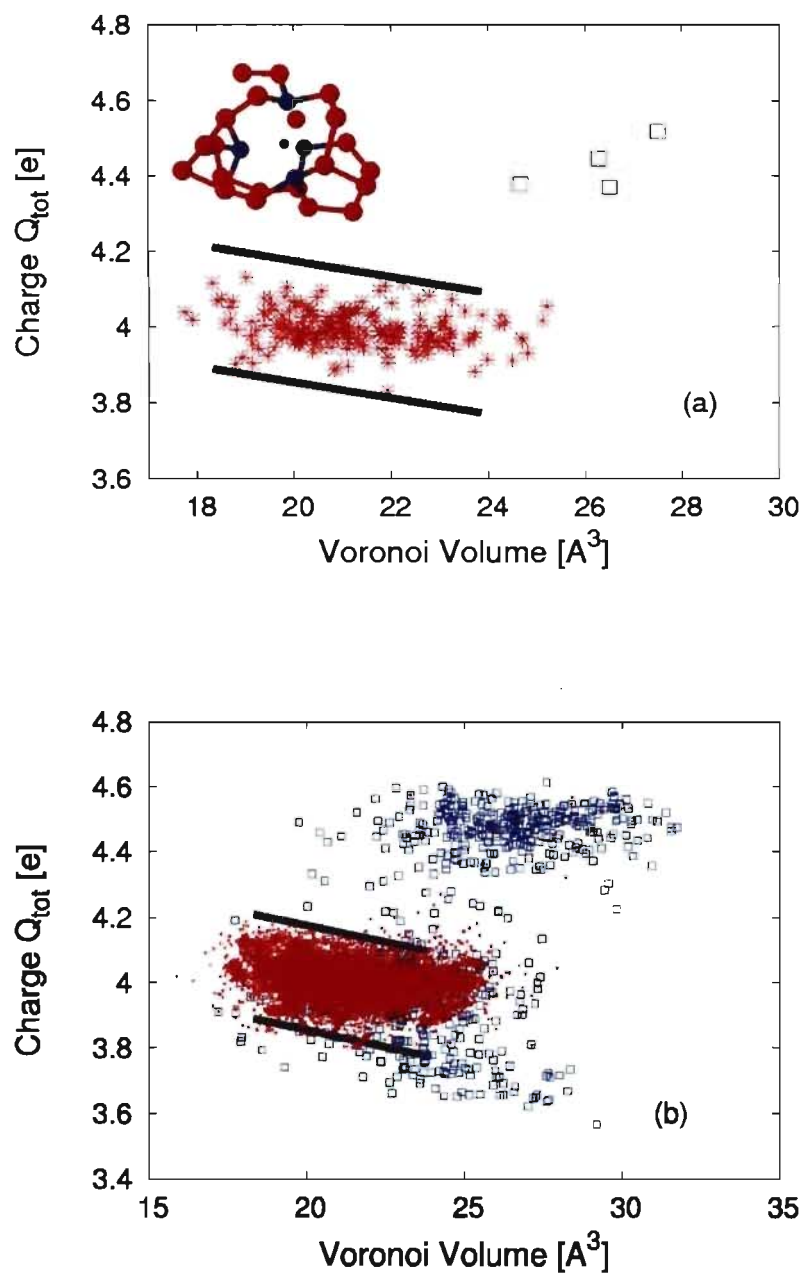 4.8
4.6
4.4
4.2
4
3.8
3.6
Charge Q_tot [e]
(a)
18 20 22 24 26 28 30
Voronoi Volume [A^3]
4.8
4.6
4.4
4.2
4
3.8
3.6
3.4
Charge Q_tot [e]
(b)
15 20 25 30 35
Voronoi Volume [A^3]